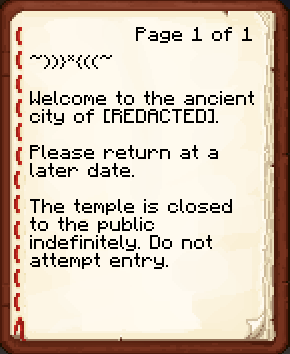 Page 1 of 1
~)))*(((~
Welcome to the ancient
city of [REDACTED].
Please return at a
later date.
The temple is closed
to the public
indefinitely. Do not
attempt entry.